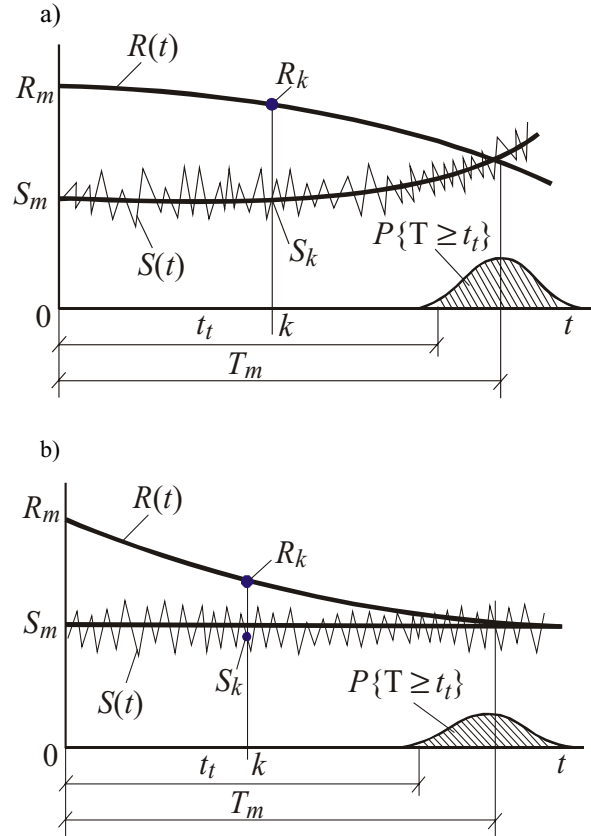 a)
R(t)
R_m
R_k
S_m
S(t)
S_k
P{T ≥ t_t}
0
t_t
k
t
T_m
b)
R_m
R(t)
R_k
S_m
S(t)
S_k
P{T ≥ t_t}
0
t_t
k
t
T_m